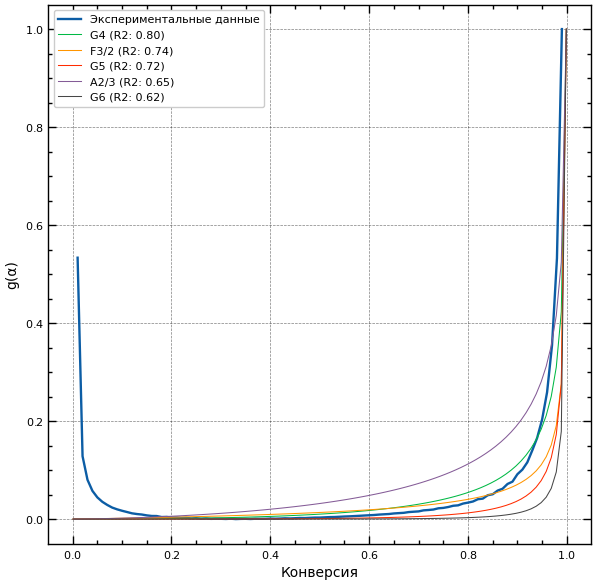 Экспериментальные данные
G4 (R2: 0.80)
F3/2 (R2: 0.74)
G5 (R2: 0.72)
A2/3 (R2: 0.65)
G6 (R2: 0.62)
1.0
0.8
0.6
0.4
0.2
0.0
g(α)
0.0 0.2 0.4 0.6 0.8 1.0
Конверсия